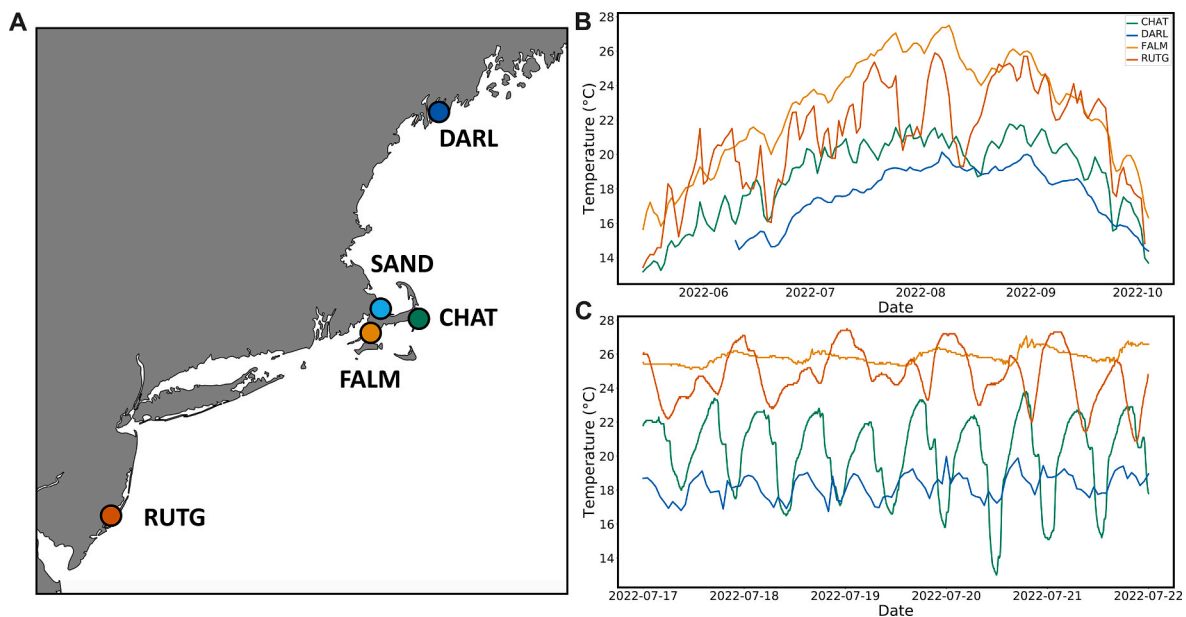 A
DARL
SAND
CHAT
FALM
RUTG
B
28
26
24
22
20
18
16
14
Temperature (°C)
CHAT
DARL
FALM
RUTG
2022-06
2022-07
2022-08
2022-09
2022-10
Date
C
28
26
24
22
20
18
16
14
Temperature (°C)
2022-07-17
2022-07-18
2022-07-19
2022-07-20
2022-07-21
2022-07-22
Date